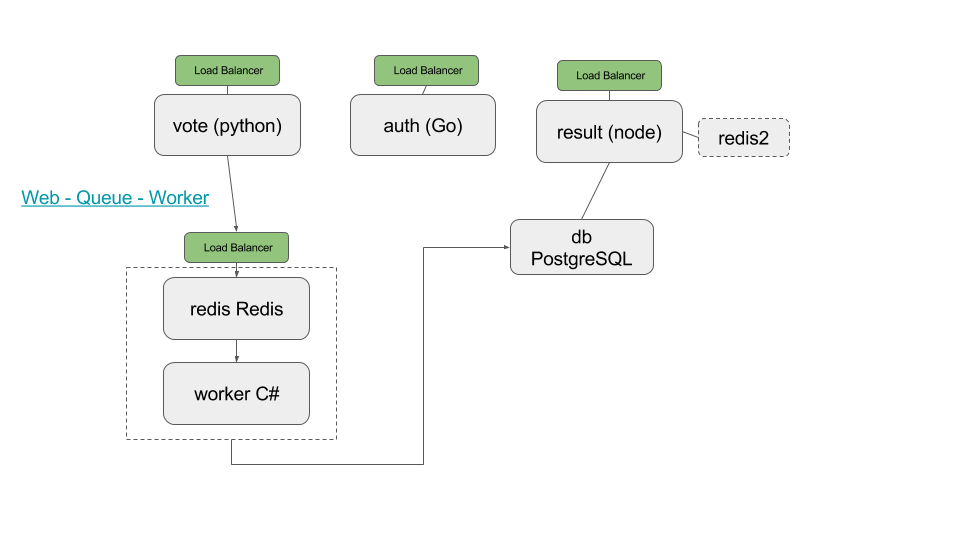 Load Balancer
Load Balancer
Load Balancer
vote (python)
auth (Go)
result (node)
redis2
Web - Queue - Worker
Load Balancer
db
PostgreSQL
redis Redis
worker C#